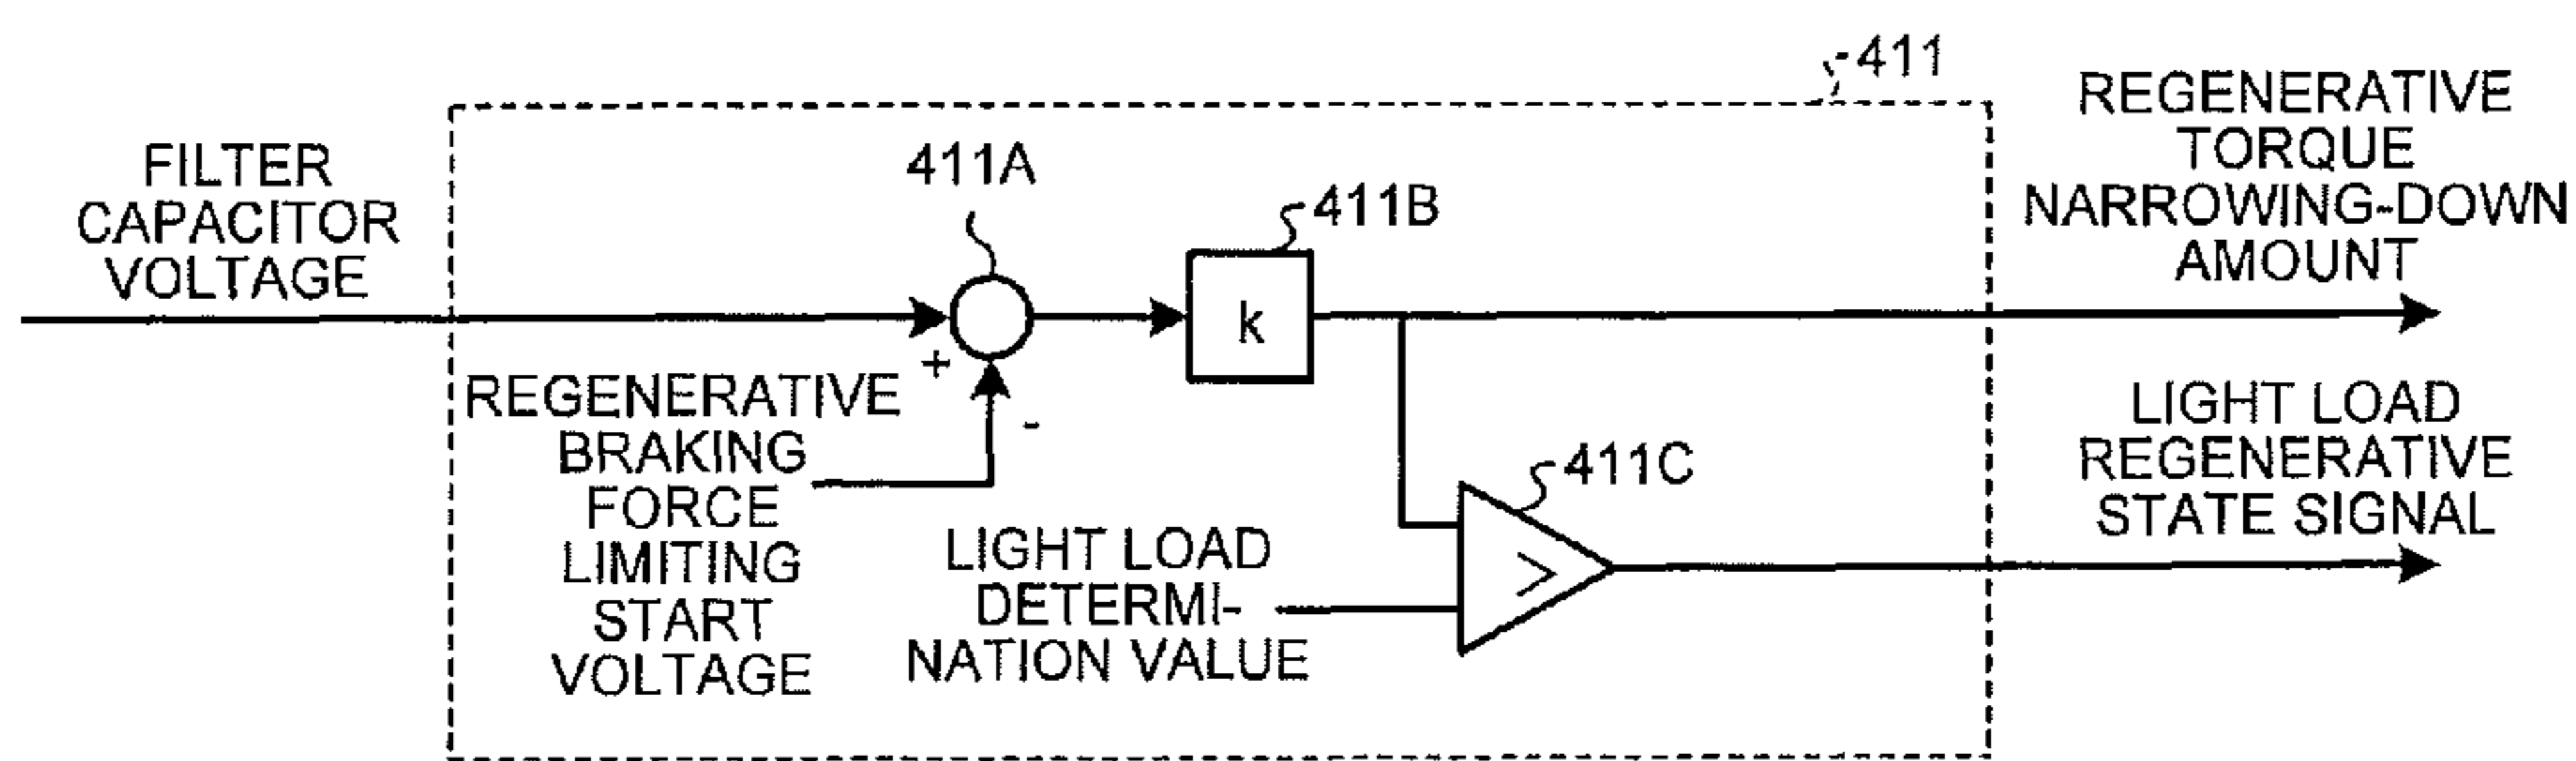 411
FILTER
CAPACITOR
VOLTAGE
411A
411B
REGENERATIVE
TORQUE
NARROWING-DOWN
AMOUNT
k
+
-
REGENERATIVE
BRAKING
FORCE
LIMITING
START
VOLTAGE
LIGHT LOAD
DETERMI-
NATION VALUE
411C
>
LIGHT LOAD
REGENERATIVE
STATE SIGNAL